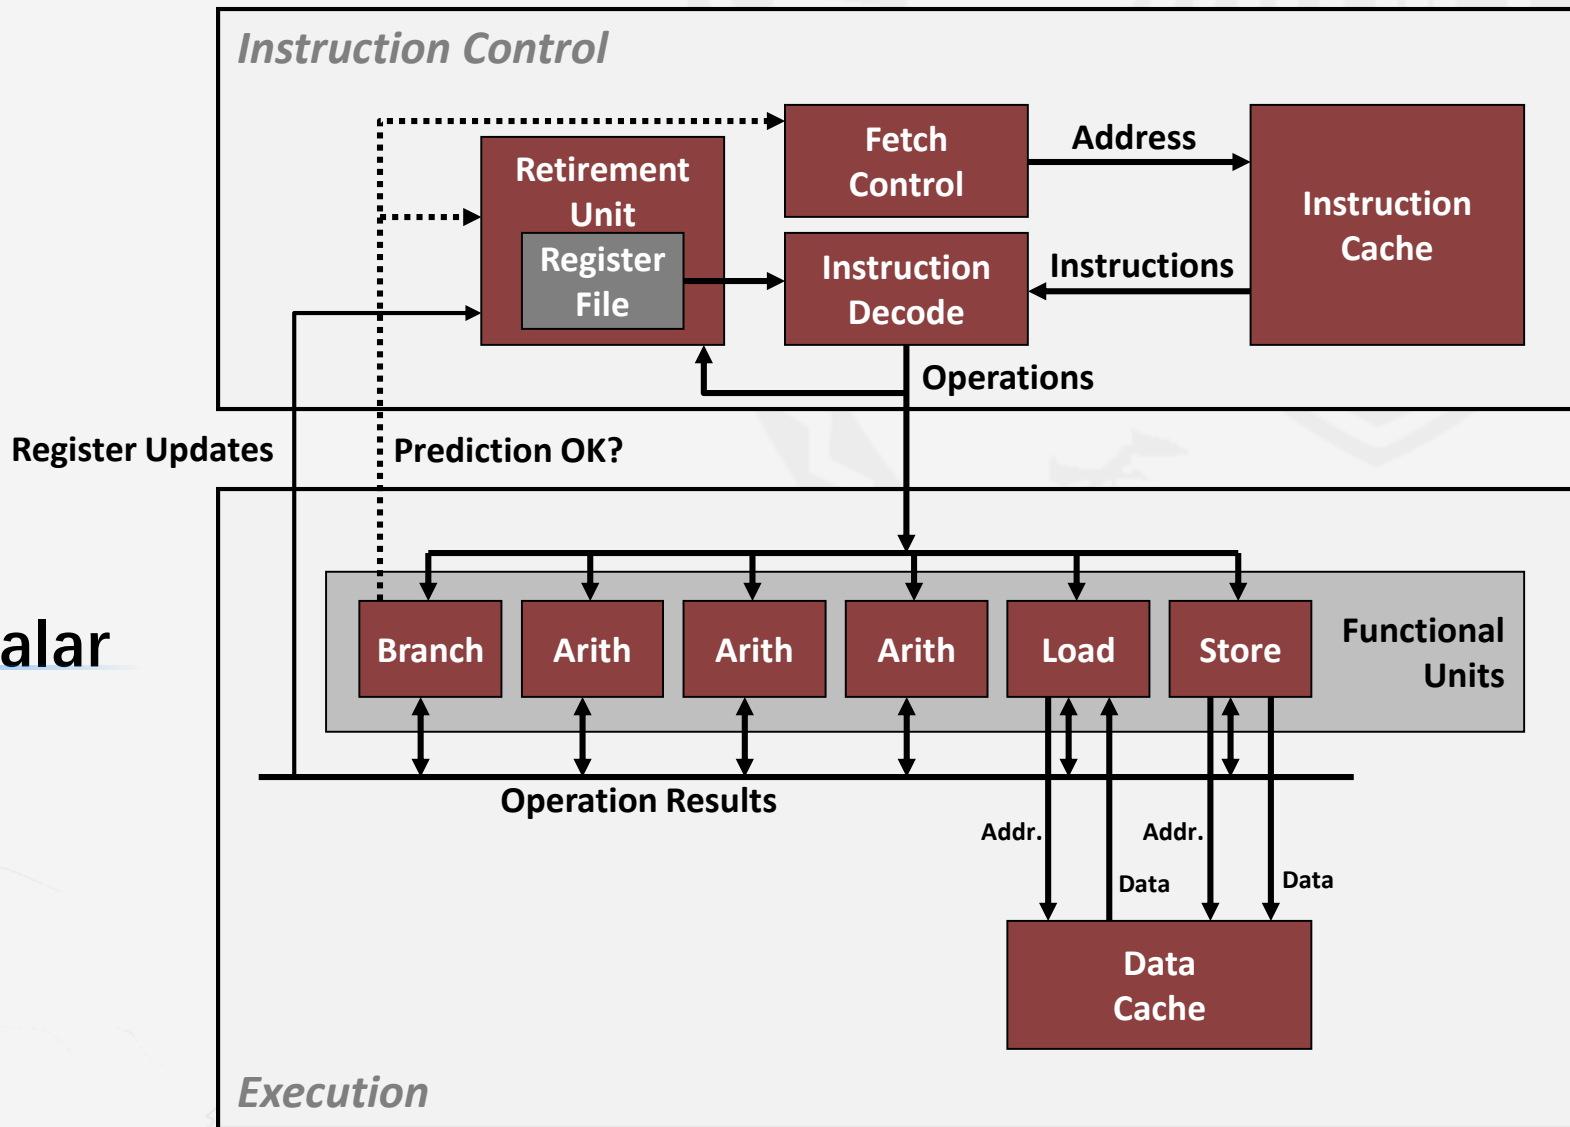 Instruction Control
Fetch
Control
Address
Retirement
Unit
Instruction
Cache
Register
File
Instruction
Decode
Instructions
Operations
Register Updates
Prediction OK?
alar
Branch
Arith
Arith
Arith
Load
Store
Functional
Units
Operation Results
Addr.
Addr.
Data
Data
Data
Cache
Execution